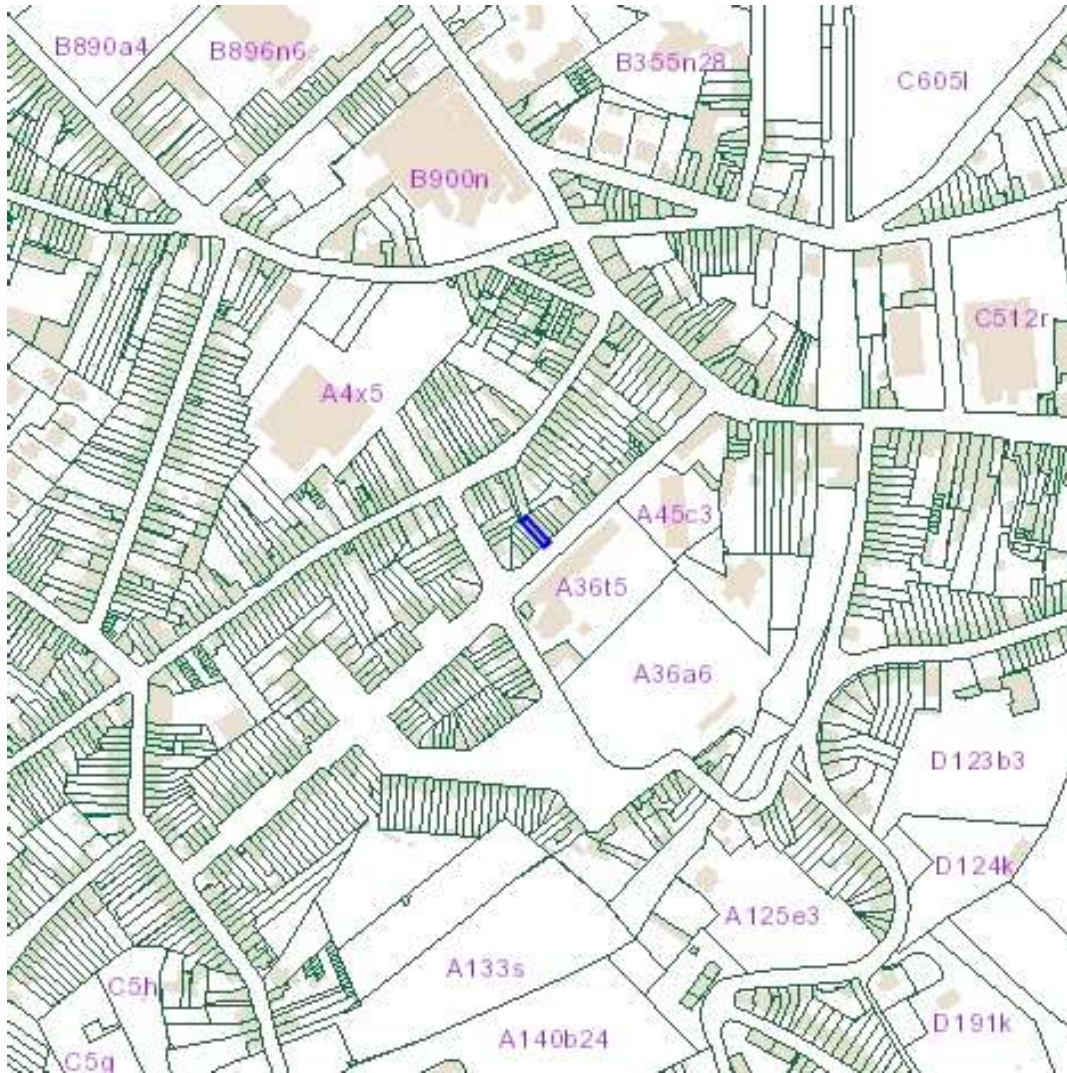 B890a4
B896n6
B355n28
C605l
B900n
C512r
A4x5
A45c3
A36t5
A36a6
D123b3
D124k
A125e3
A133s
C5h
D191k
A140b24
C5g